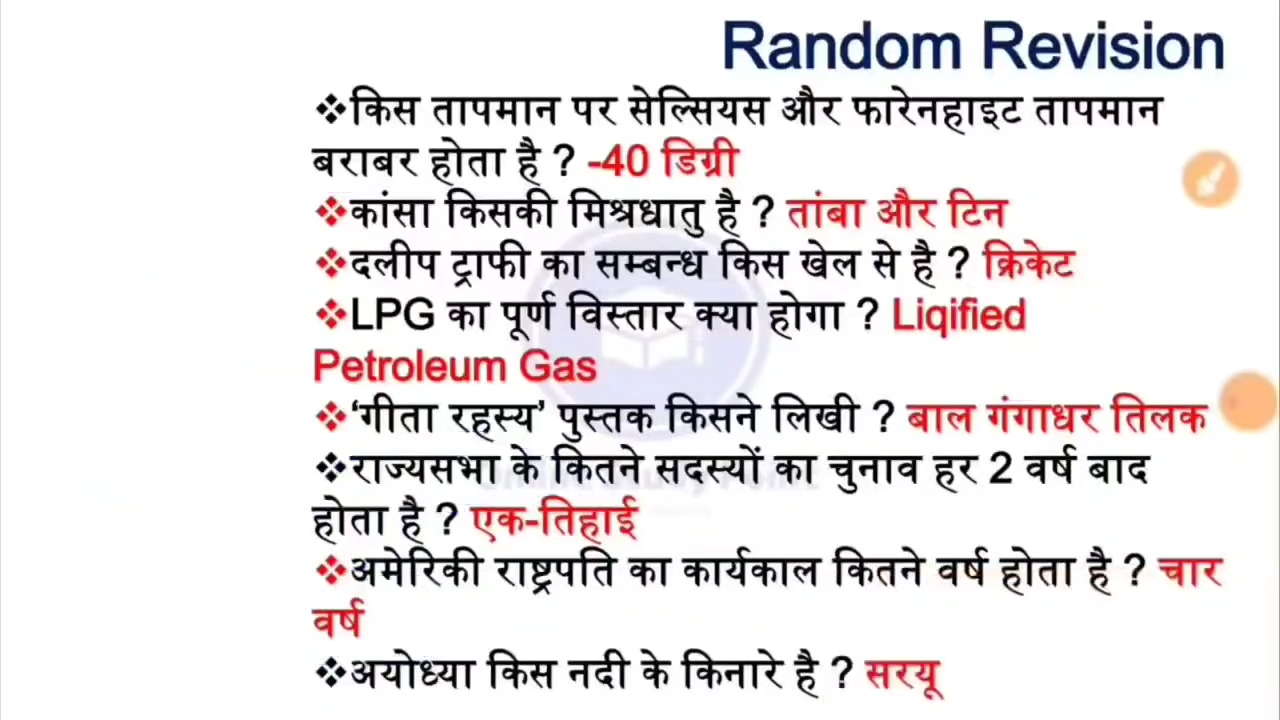 Random Revision
❖किस तापमान पर सेल्सियस और फारेनहाइट तापमान
बराबर होता है ? -40 डिग्री
❖कांसा किसकी मिश्रधातु है ? तांबा और टिन
❖दलीप ट्राफी का सम्बन्ध किस खेल से है ? क्रिकेट
❖LPG का पूर्ण विस्तार क्या होगा ? Liqified
Petroleum Gas
❖‘गीता रहस्य’ पुस्तक किसने लिखी ? बाल गंगाधर तिलक
❖राज्यसभा के कितने सदस्यों का चुनाव हर 2 वर्ष बाद
होता है ? एक-तिहाई
❖अमेरिकी राष्ट्रपति का कार्यकाल कितने वर्ष होता है ? चार
वर्ष
❖अयोध्या किस नदी के किनारे है ? सरयू